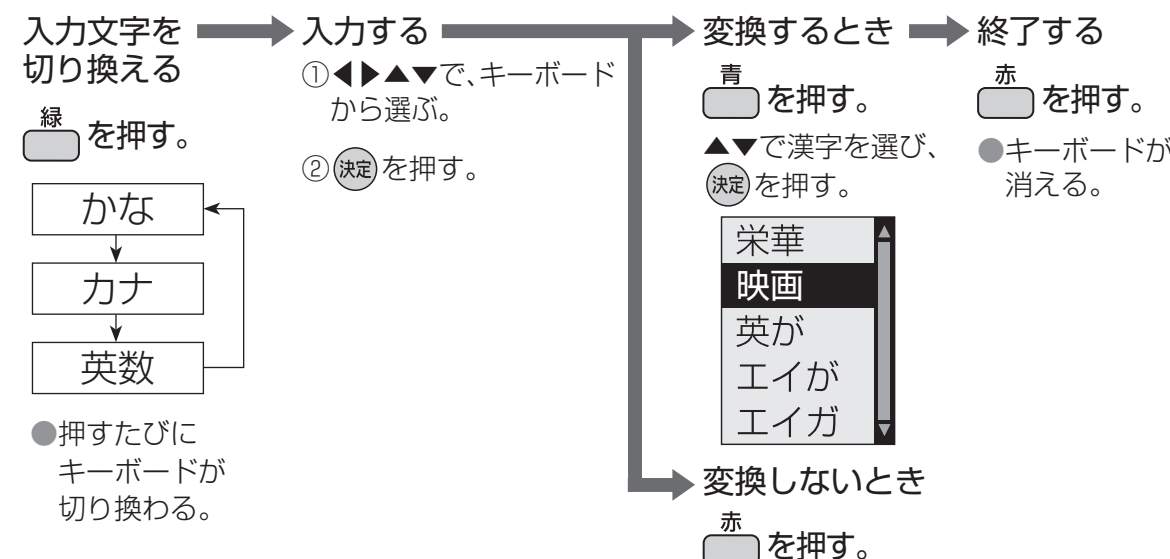 入力文字を
切り換える
緑
を押す。
かな
カナ
英数
●押すたびに
キーボードが
切り換わる。
入力する
①◀▶▲▼で、キーボード
から選ぶ。
②決定を押す。
変換するとき
青
を押す。
▲▼で漢字を選び、
決定を押す。
栄華
映画
英が
エイが
エイガ
変換しないとき
赤
を押す。
終了する
赤
を押す。
●キーボードが
消える。